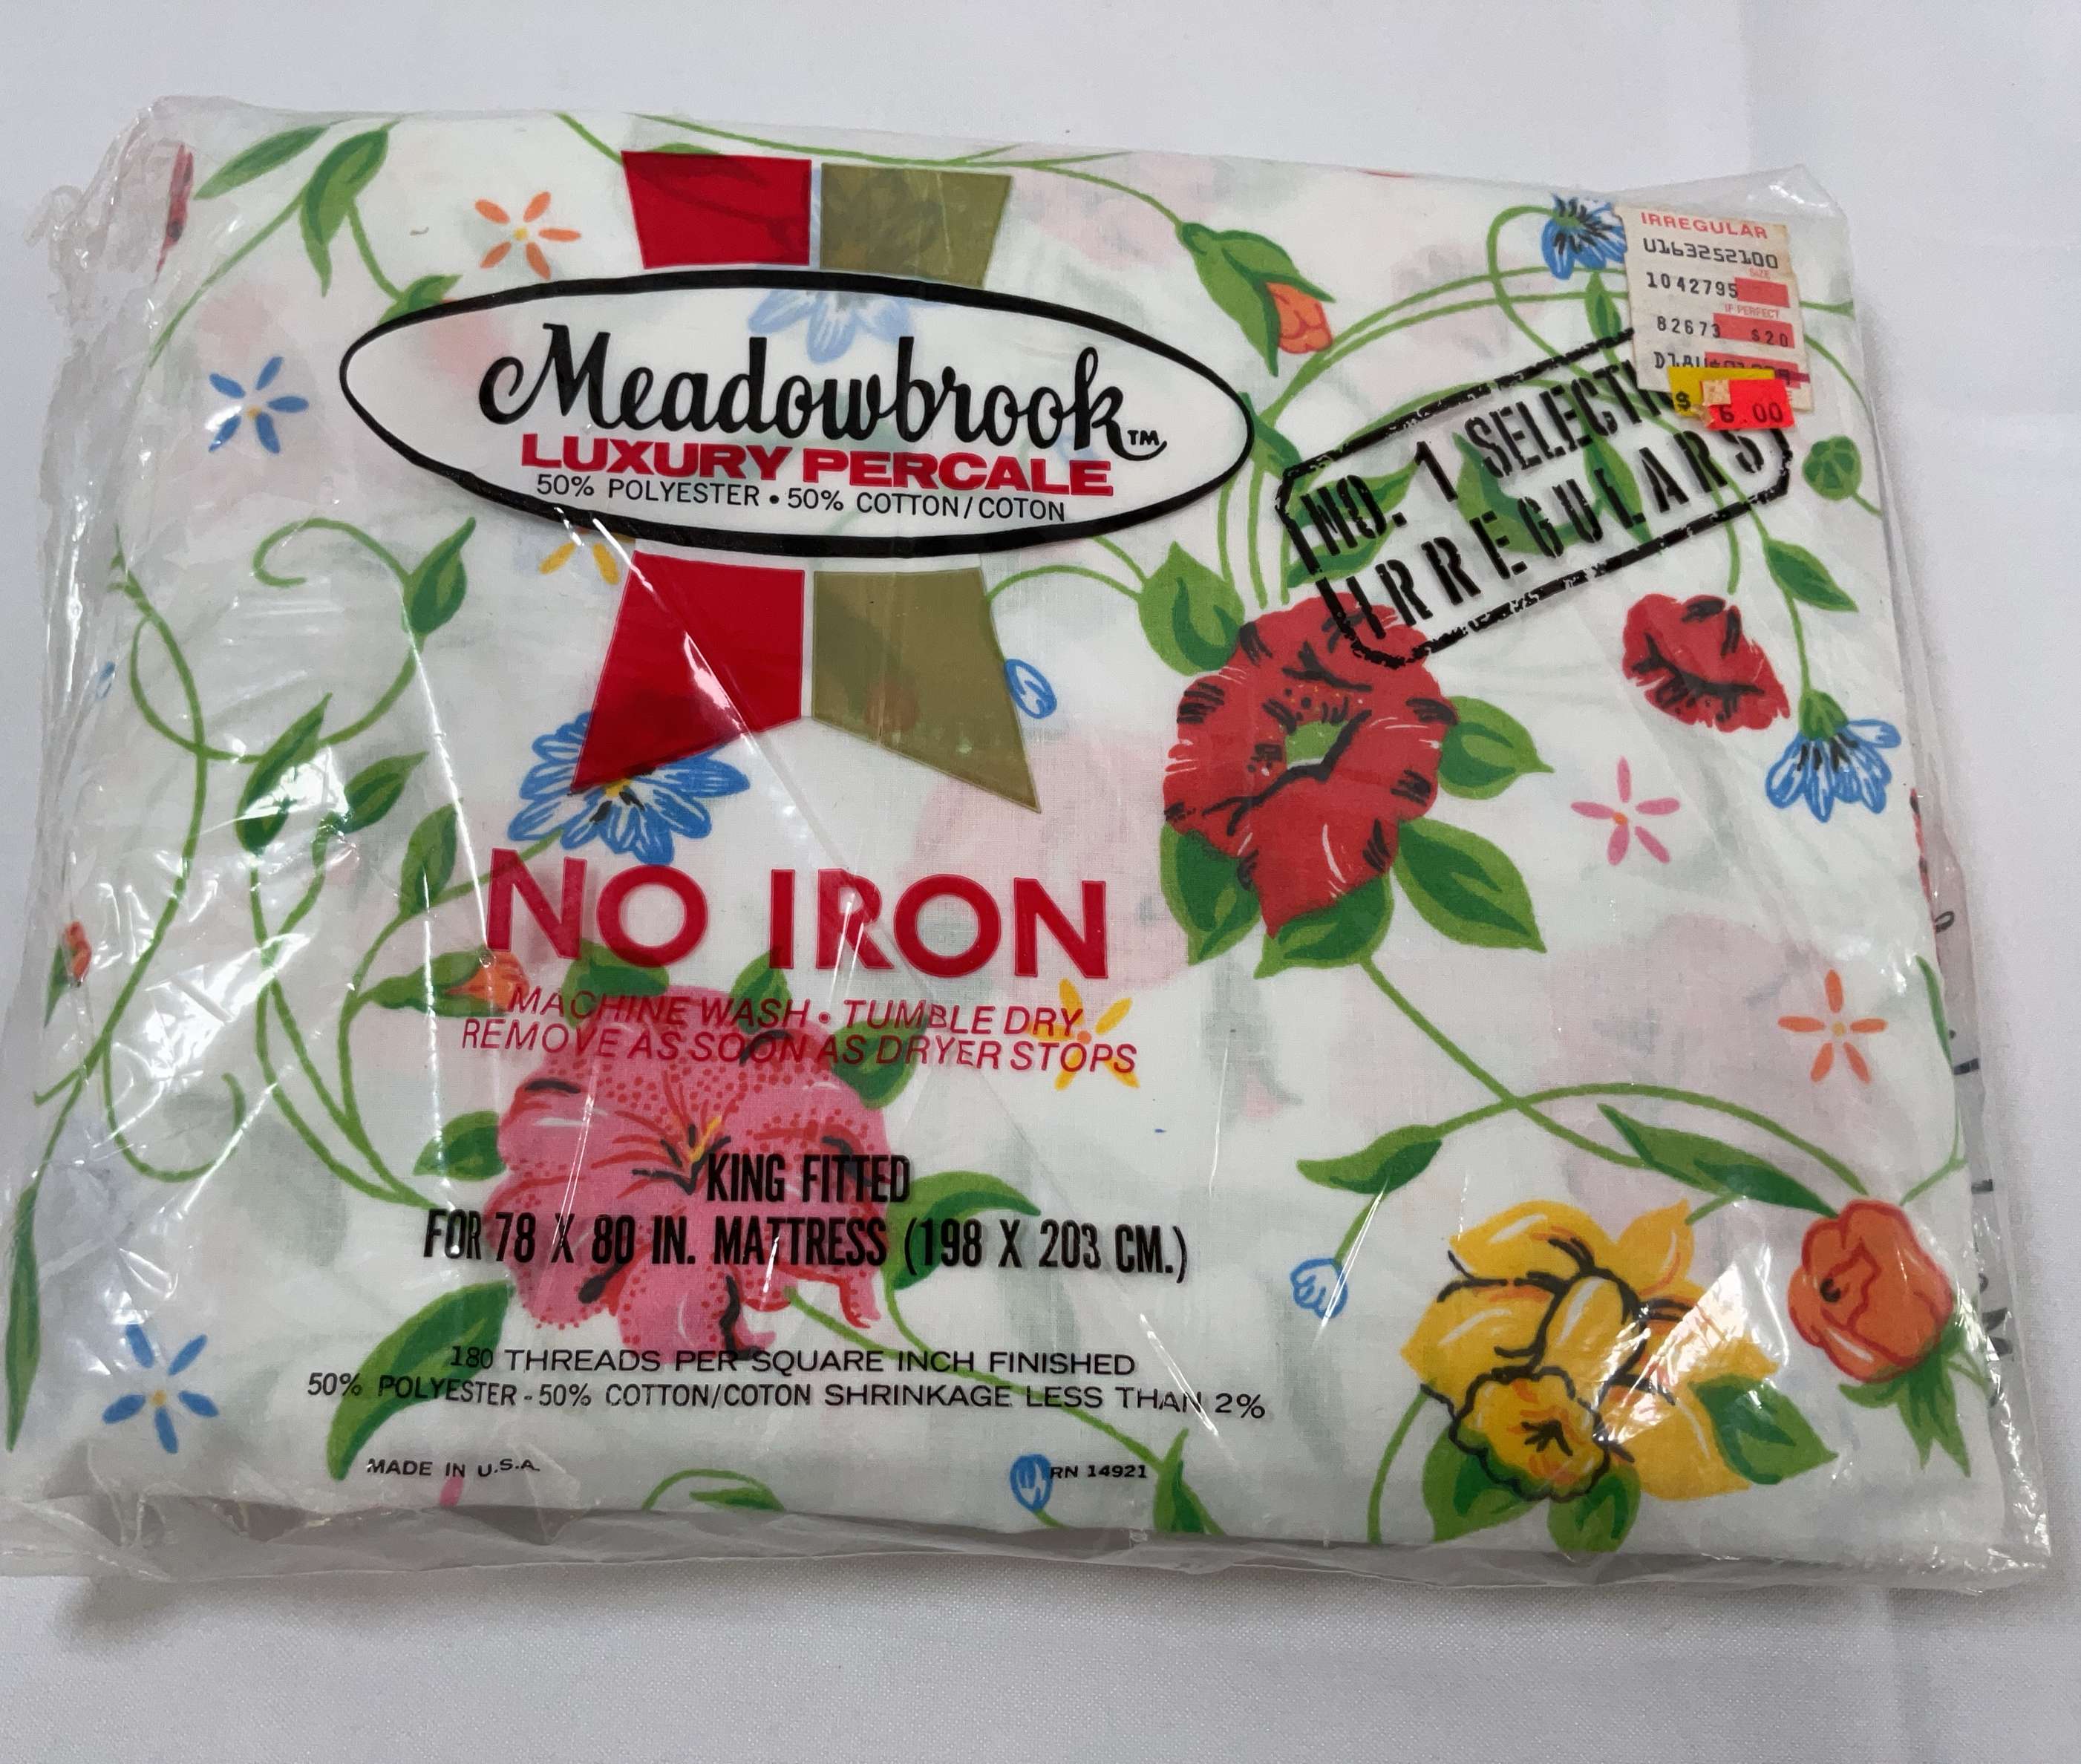 Meadowbrook™
LUXURY PERCALE
50% POLYESTER • 50% COTTON/COTON
IRREGULAR
U163252100
SIZE
1042795
IF PERFECT
82673 $20
$ 6.00
NO. 1
IRREGULARS
NO IRON
MACHINE WASH • TUMBLE DRY
REMOVE AS SOON AS DRYER STOPS
KING FITTED
FOR 78 X 80 IN. MATTRESS (198 X 203 CM.)
180 THREADS PER SQUARE INCH FINISHED
50% POLYESTER - 50% COTTON/COTON SHRINKAGE LESS THAN 2%
MADE IN U.S.A.
RN 14921